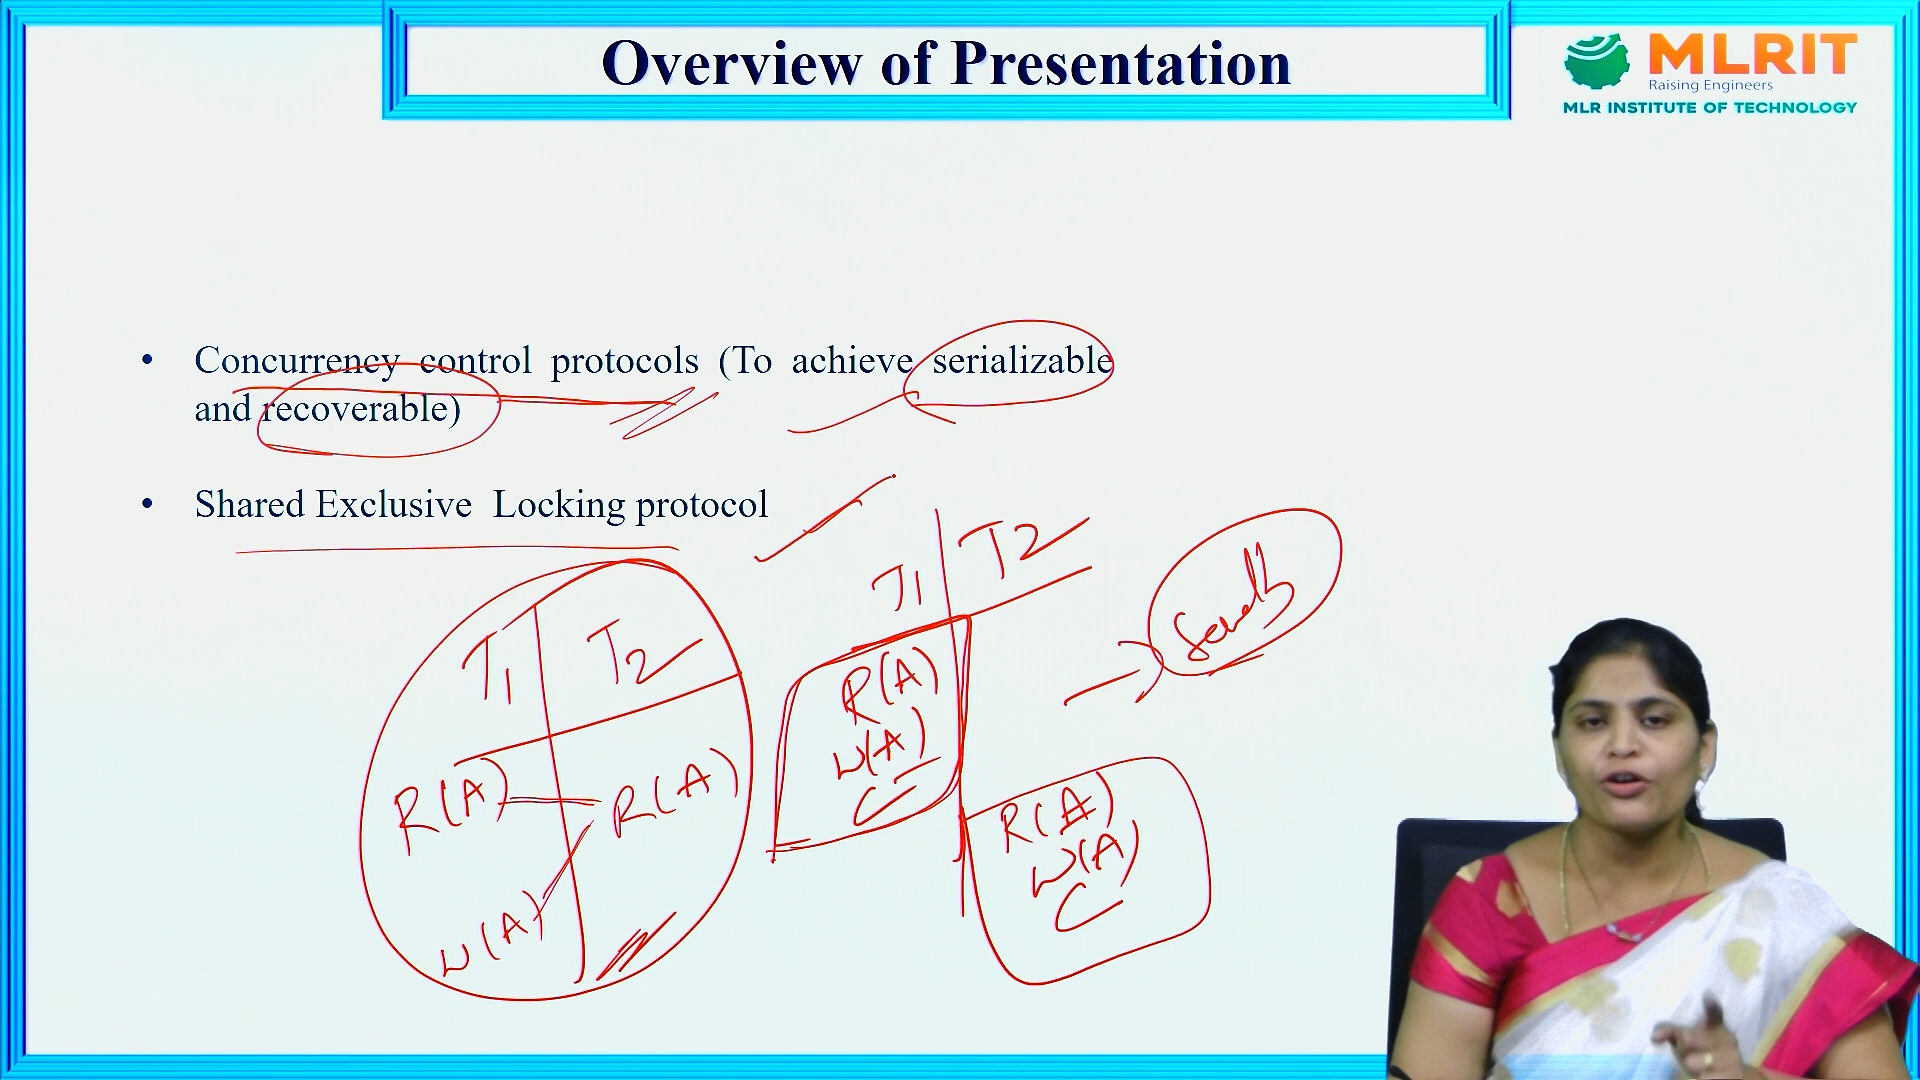 Overview of Presentation
MLRIT
Raising Engineers
MLR INSTITUTE OF TECHNOLOGY
• Concurrency control protocols (To achieve serializable
and recoverable)
• Shared Exclusive Locking protocol
T1 T2
R(A) R(A)
W(A)
T1 T2
R(A)
W(A)
C
R(A)
W(A)
C